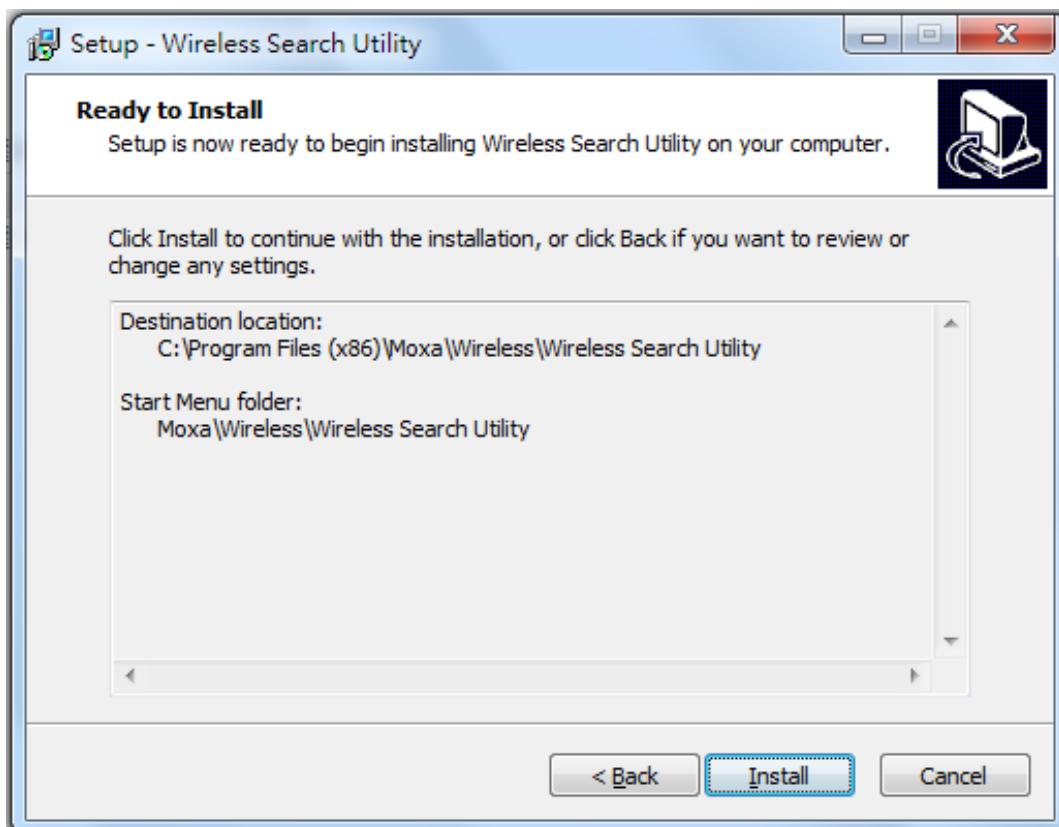 Setup - Wireless Search Utility
Ready to Install
Setup is now ready to begin installing Wireless Search Utility on your computer.
Click Install to continue with the installation, or click Back if you want to review or
change any settings.
Destination location:
C:\Program Files (x86)\Moxa\Wireless\Wireless Search Utility
Start Menu folder:
Moxa\Wireless\Wireless Search Utility
< Back
Install
Cancel